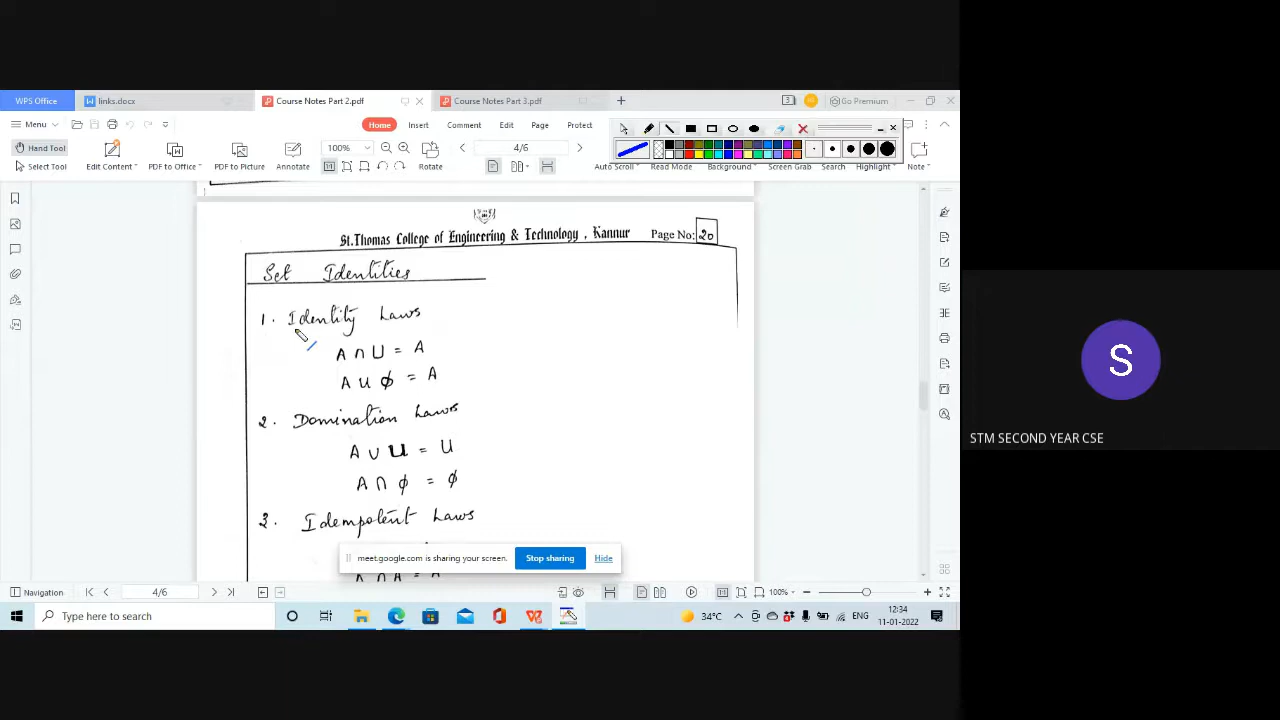 WPS Office
links.docx
Course Notes Part 2.pdf
Course Notes Part 3.pdf
3
Go Premium
Menu
Home
Insert
Comment
Edit
Page
Protect
Hand Tool
Select Text
Edit Content
PDF to Office
PDF to Picture
Annotate
100%
Rotate
4/6
Auto Scroll
Read Mode
Background
Screen Grab
Search
Highlight
Note
St.Thomas College of Engineering & Technology , Kannur Page No: 20
Set Identities
1. Identity Laws
A ∩ U = A
A ∪ ϕ = A
2. Domination Laws
A ∪ U = U
A ∩ ϕ = ϕ
3. Idempotent Laws
A ∩ A = A
meet.google.com is sharing your screen.
Stop sharing
Hide
Navigation
4/6
100%
Type here to search
34°C
ENG
12:34
11-01-2022
S
STM SECOND YEAR CSE